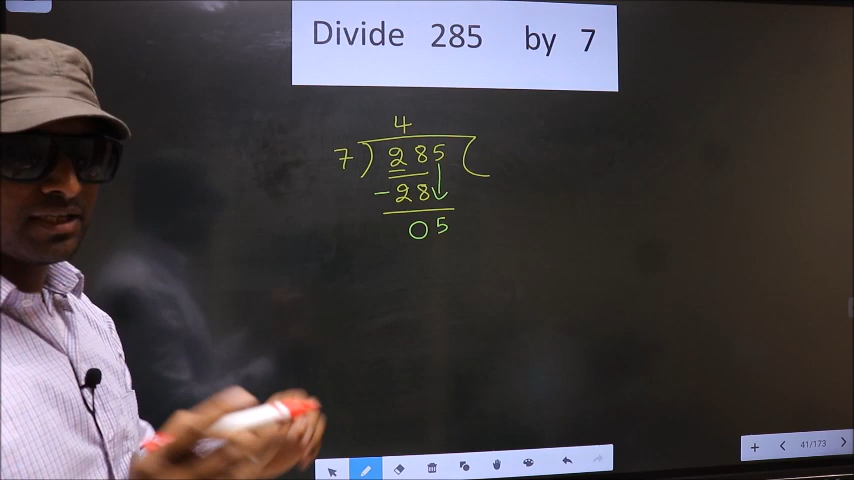 Divide 285 by 7
4
7 ) 285 (
- 28
05
+ < 41/173 >